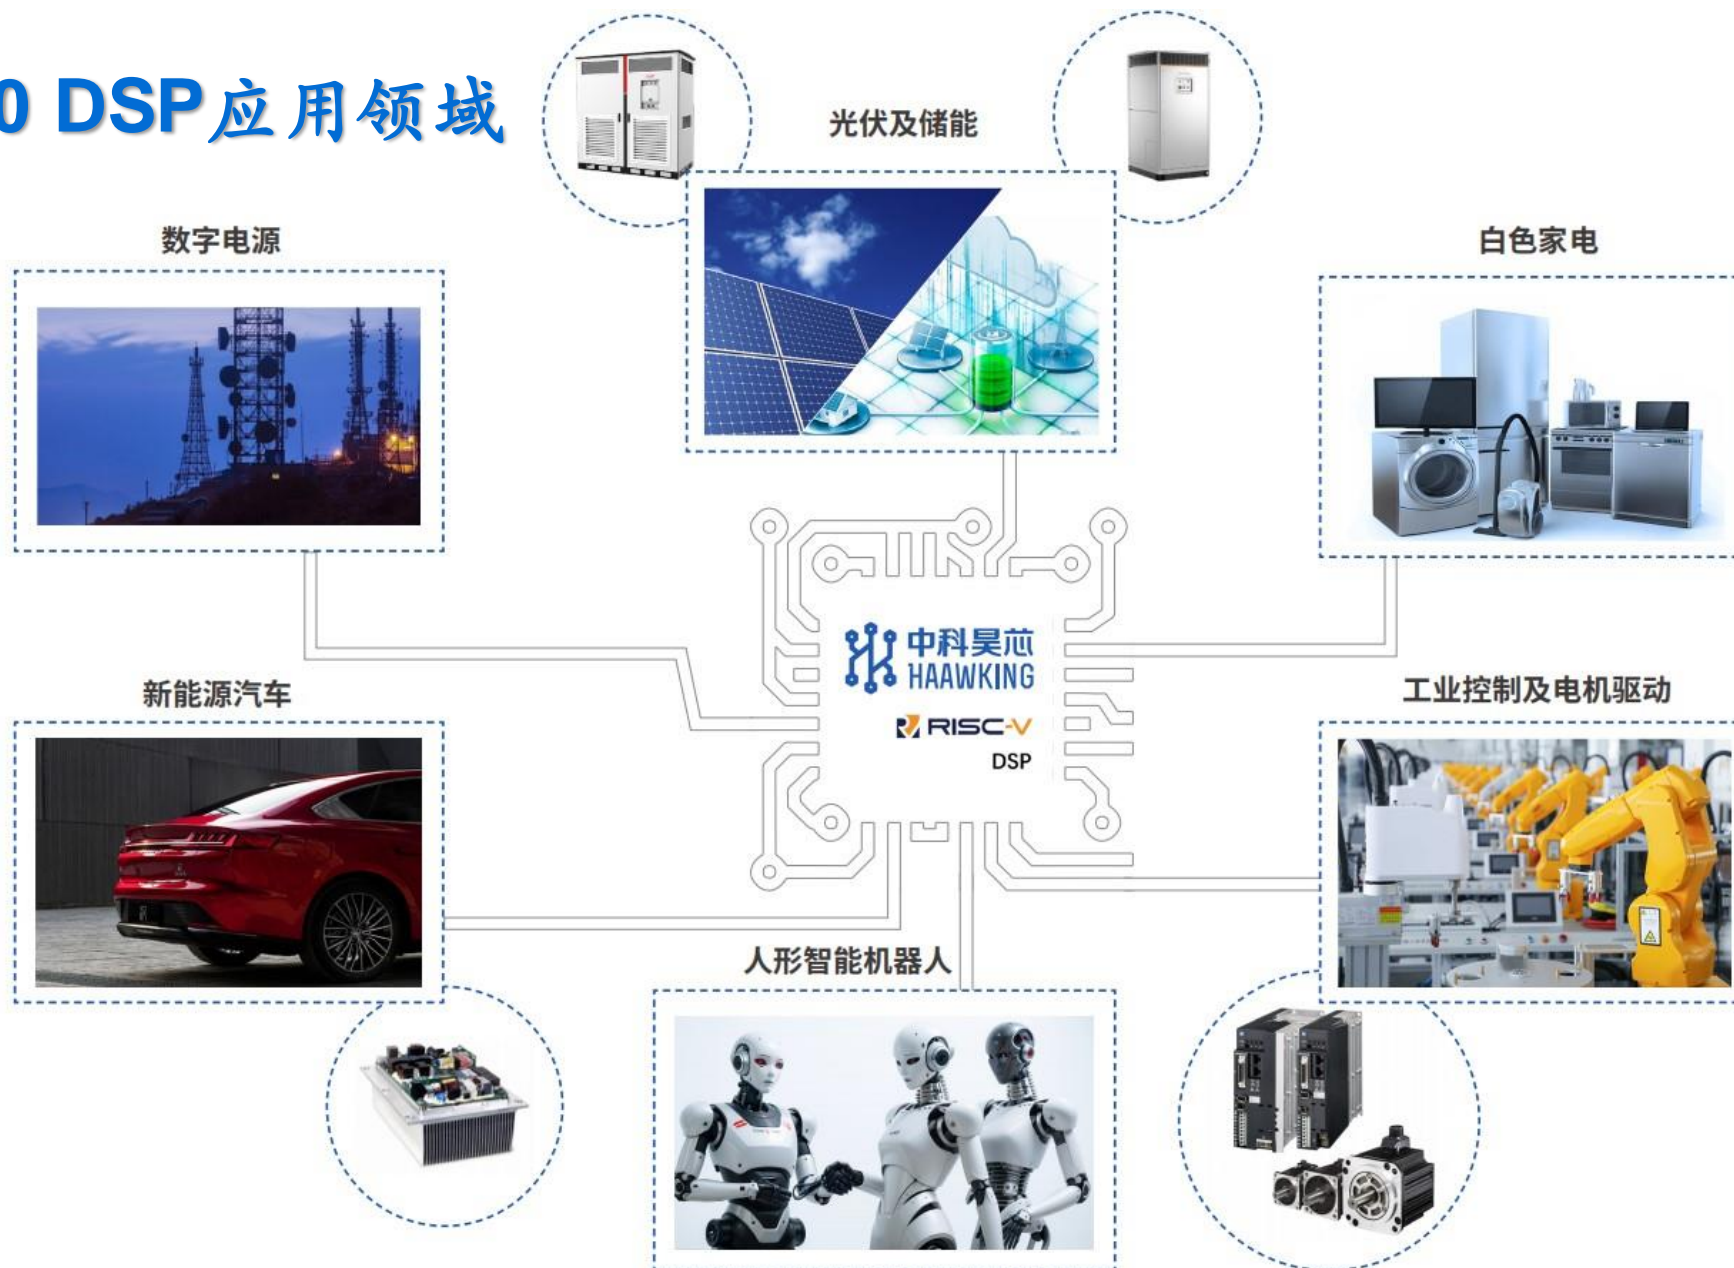 0 DSP应用领域
光伏及储能
数字电源
白色家电
中科昊芯
HAAWKING
RISC-V
DSP
新能源汽车
工业控制及电机驱动
人形智能机器人